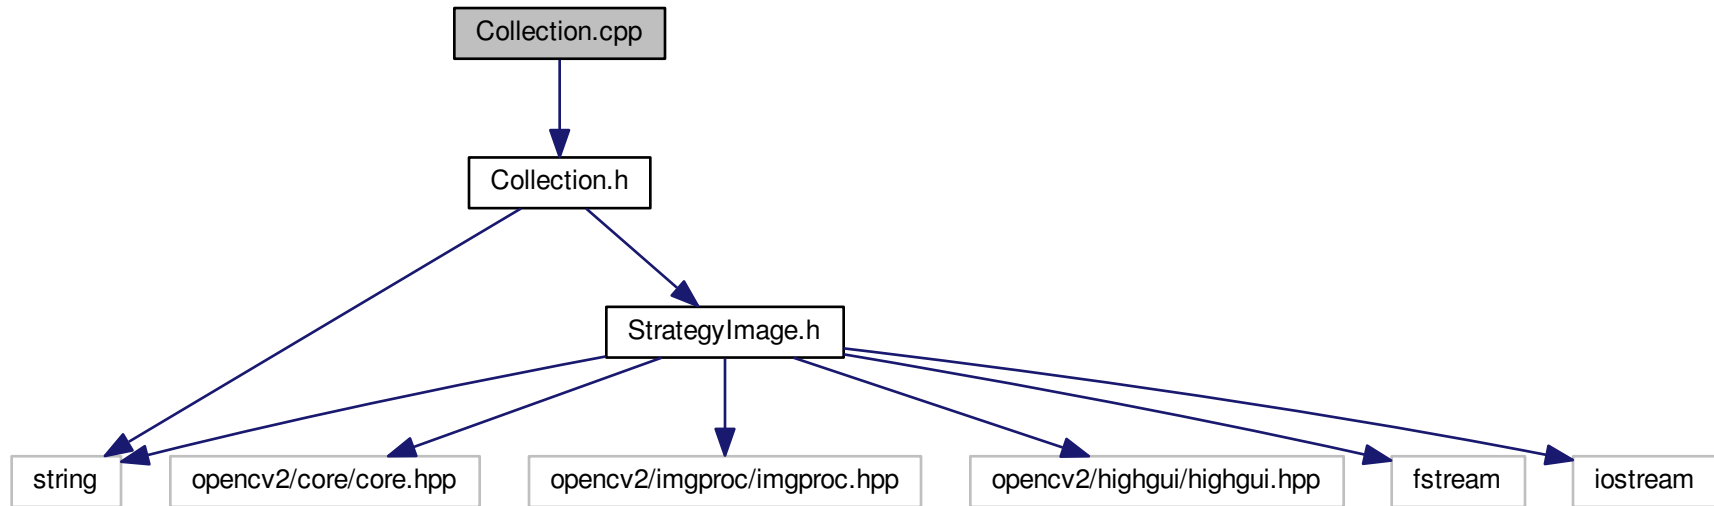 Collection.cpp
Collection.h
StrategyImage.h
string
opencv2/core/core.hpp
opencv2/imgproc/imgproc.hpp
opencv2/highgui/highgui.hpp
fstream
iostream